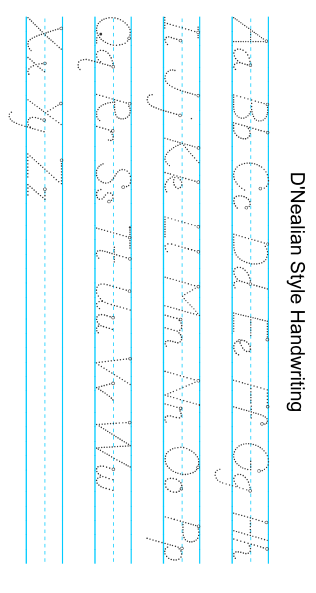 D'Nealian Style Handwriting
Aa Bb Cc Dd Ee Ff Gg Hh
Ii Jj Kk Ll Mm Nn Oo Pp
Qq Rr Ss Tt Uu Vv Ww
Xx Yy Zz